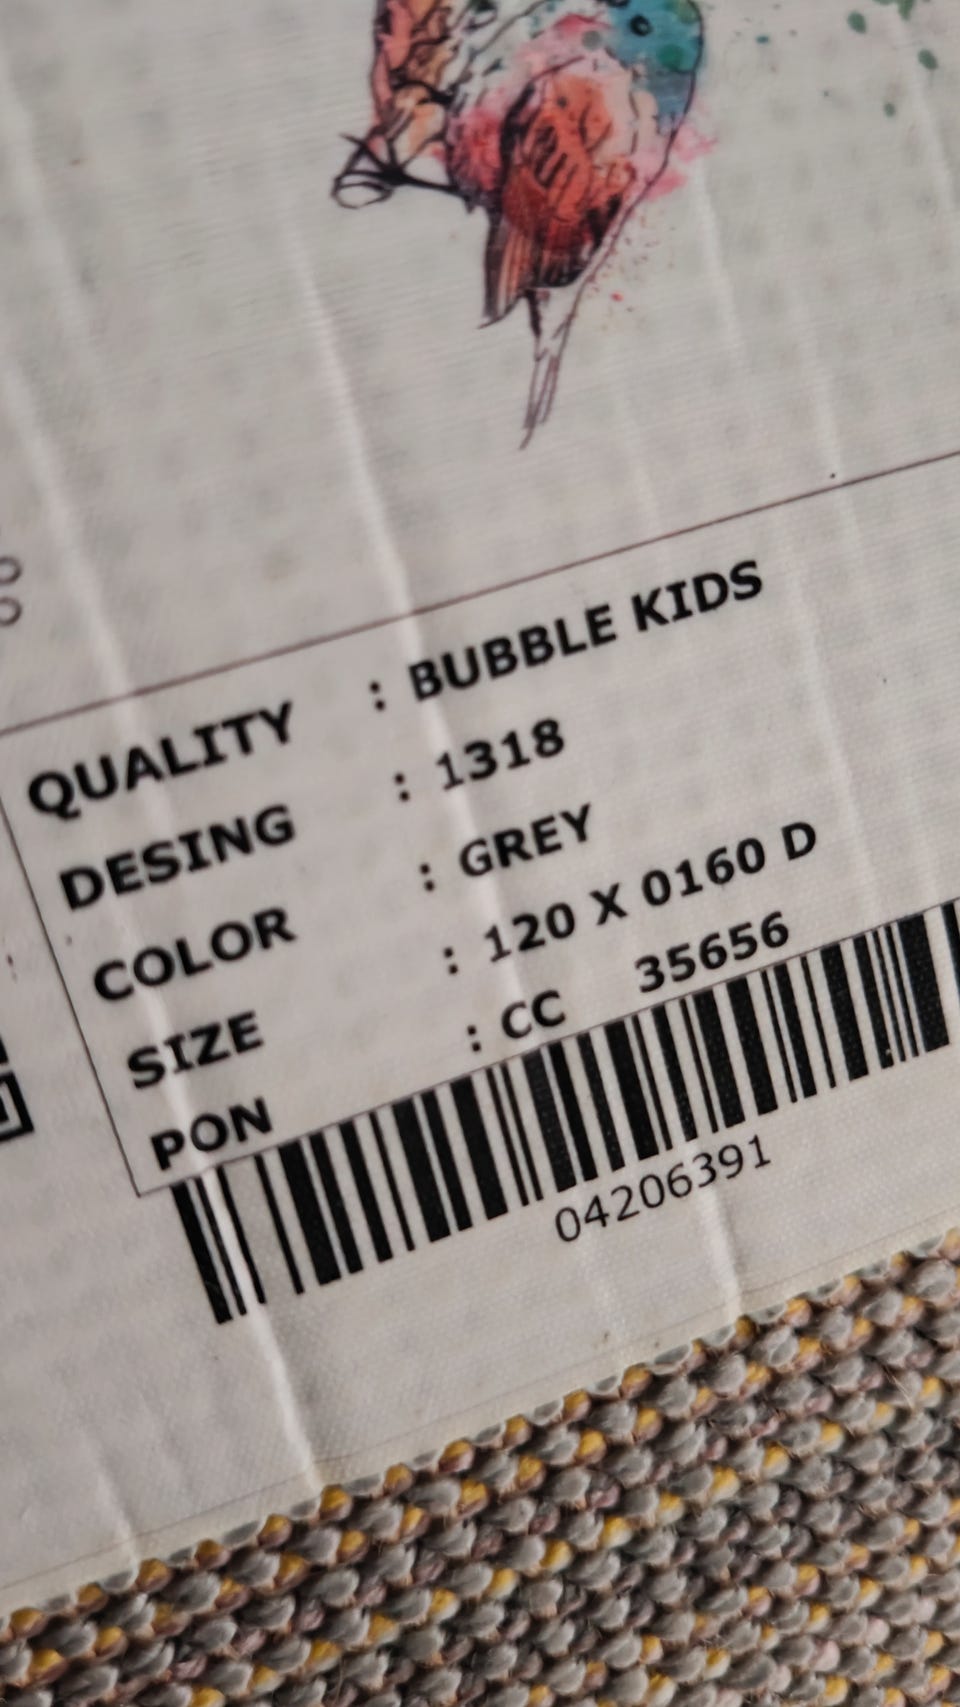 QUALITY : BUBBLE KIDS
DESING : 1318
COLOR : GREY
SIZE : 120 X 0160 D
PON : CC 35656
04206391